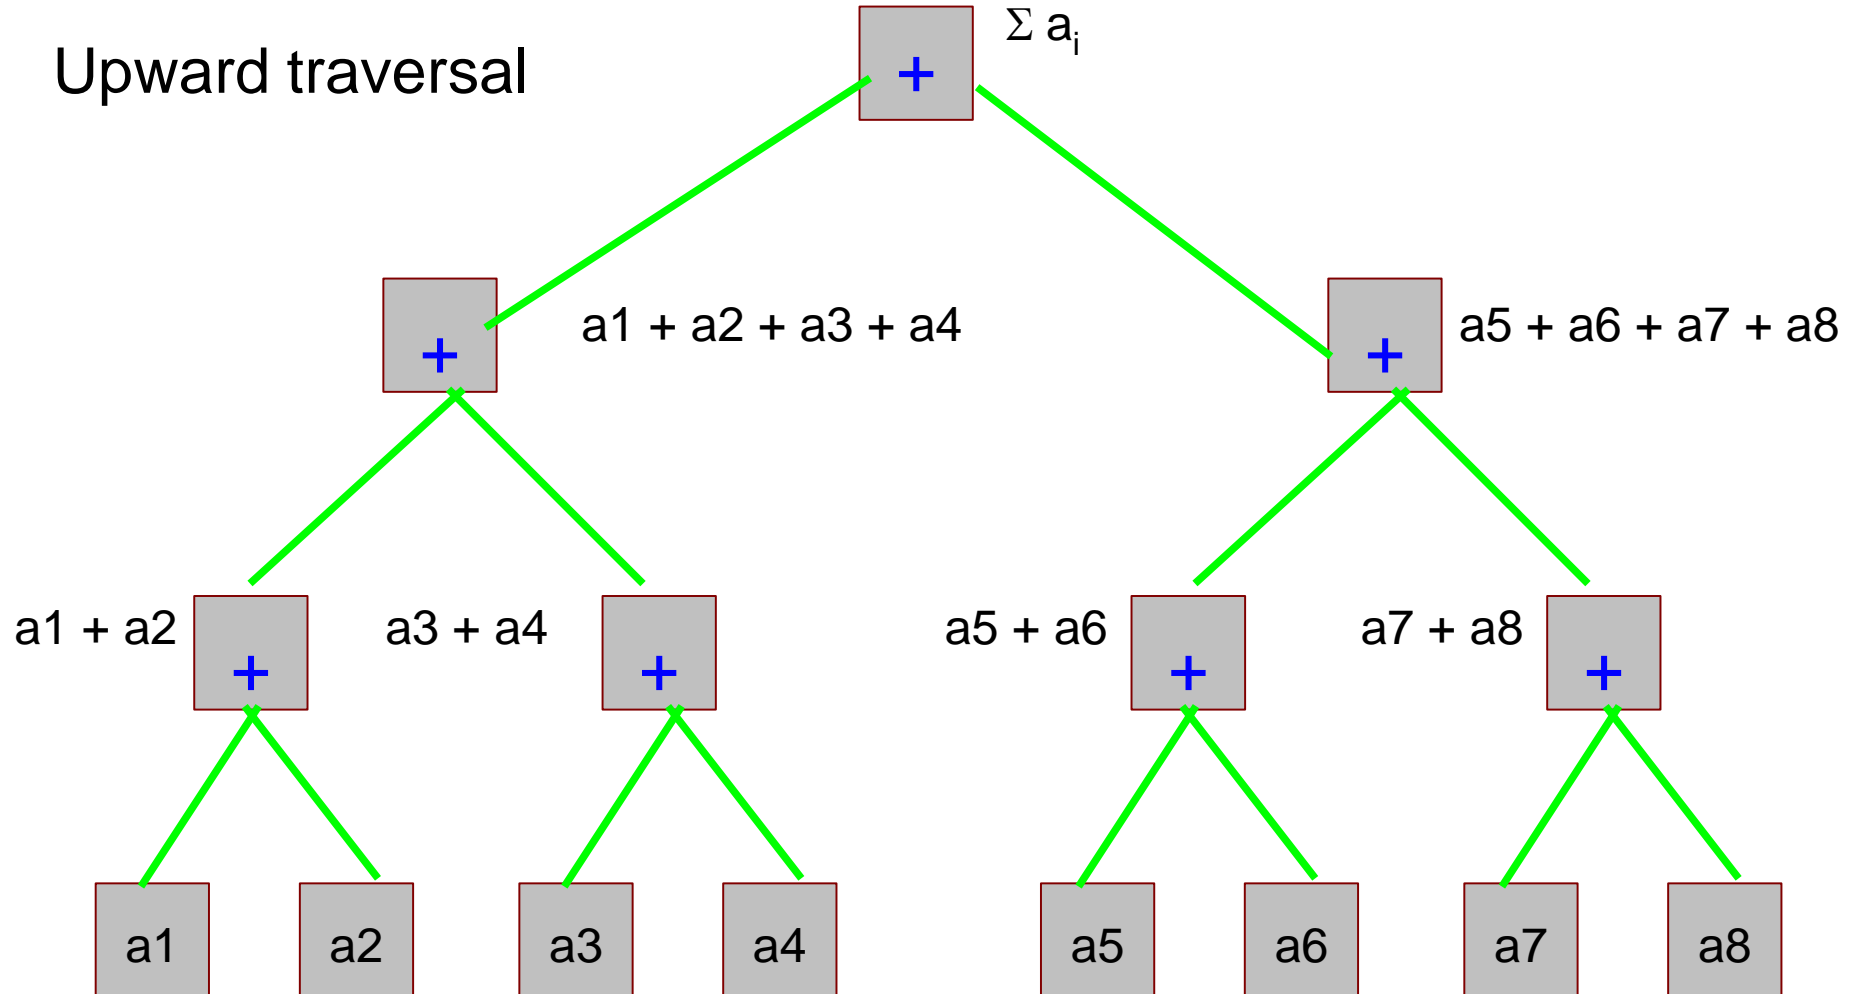 Σ aᵢ
Upward traversal
+
a1 + a2 + a3 + a4
a5 + a6 + a7 + a8
+
+
a1 + a2
a3 + a4
a5 + a6
a7 + a8
+
+
+
+
a1
a2
a3
a4
a5
a6
a7
a8